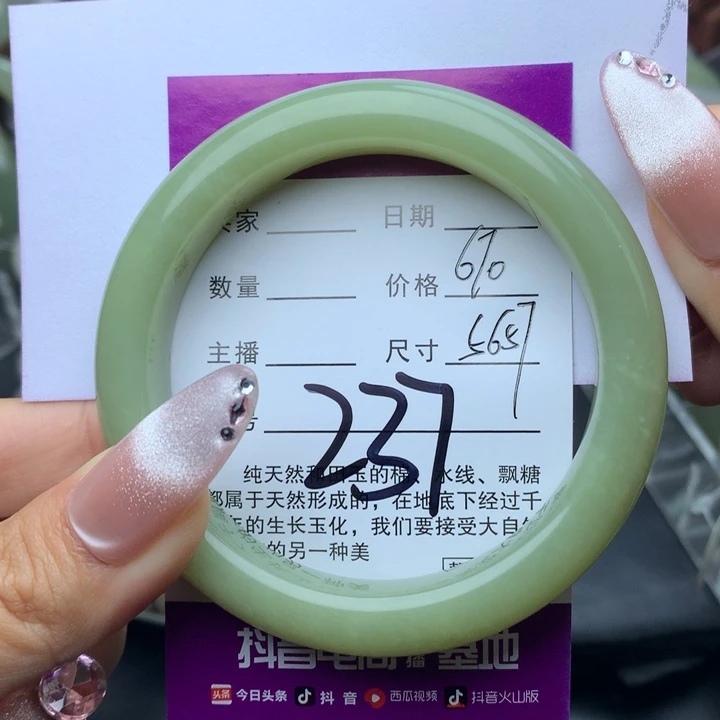 家 日期
数量 价格 610
主播 尺寸 5657
号 237
纯天然和田玉的棉、水线、飘糖
都属于天然形成的，在地底下经过千
年的生长玉化，我们要接受大自然
的另一种美
抖音电商 播基地
头条 今日头条 抖音 西瓜视频 抖音火山版